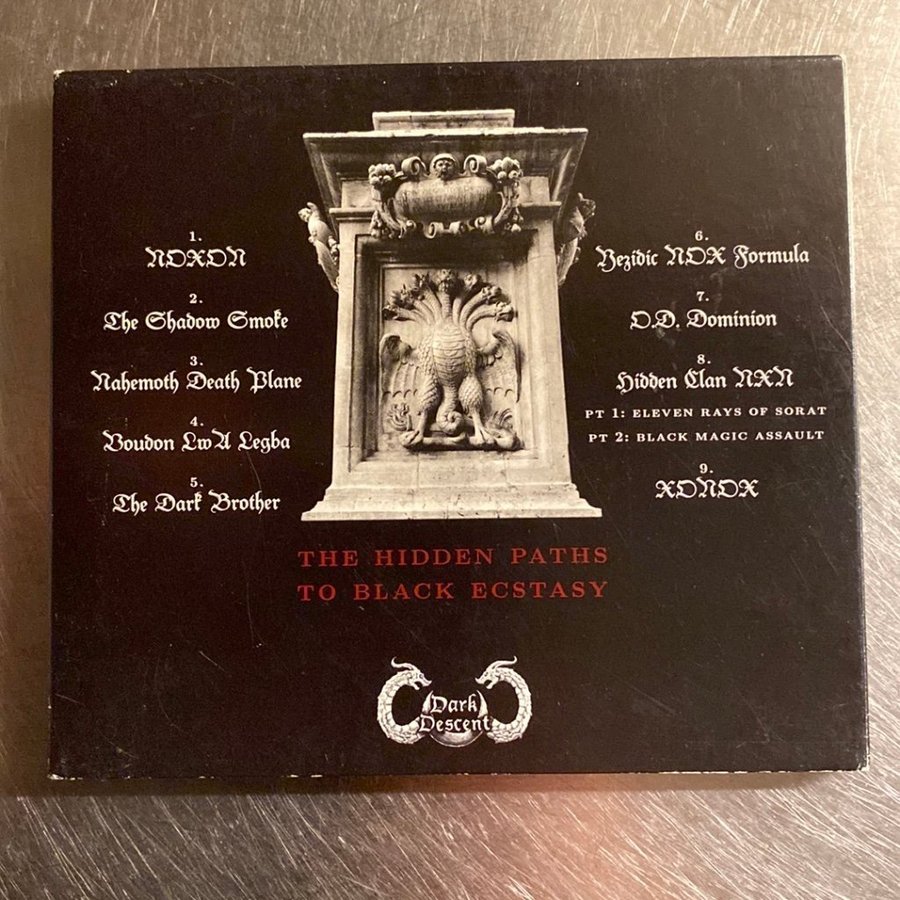 1.
NOXON
2.
The Shadow Smoke
3.
Nahemoth Death Plane
4.
Voudon LwA Legba
5.
The Dark Brother
6.
Yezidic NOX Formula
7.
O.D. Dominion
8.
Hidden Clan NXN
PT 1: ELEVEN RAYS OF SORAT
PT 2: BLACK MAGIC ASSAULT
9.
XONOX
THE HIDDEN PATHS
TO BLACK ECSTASY
Dark
Descent